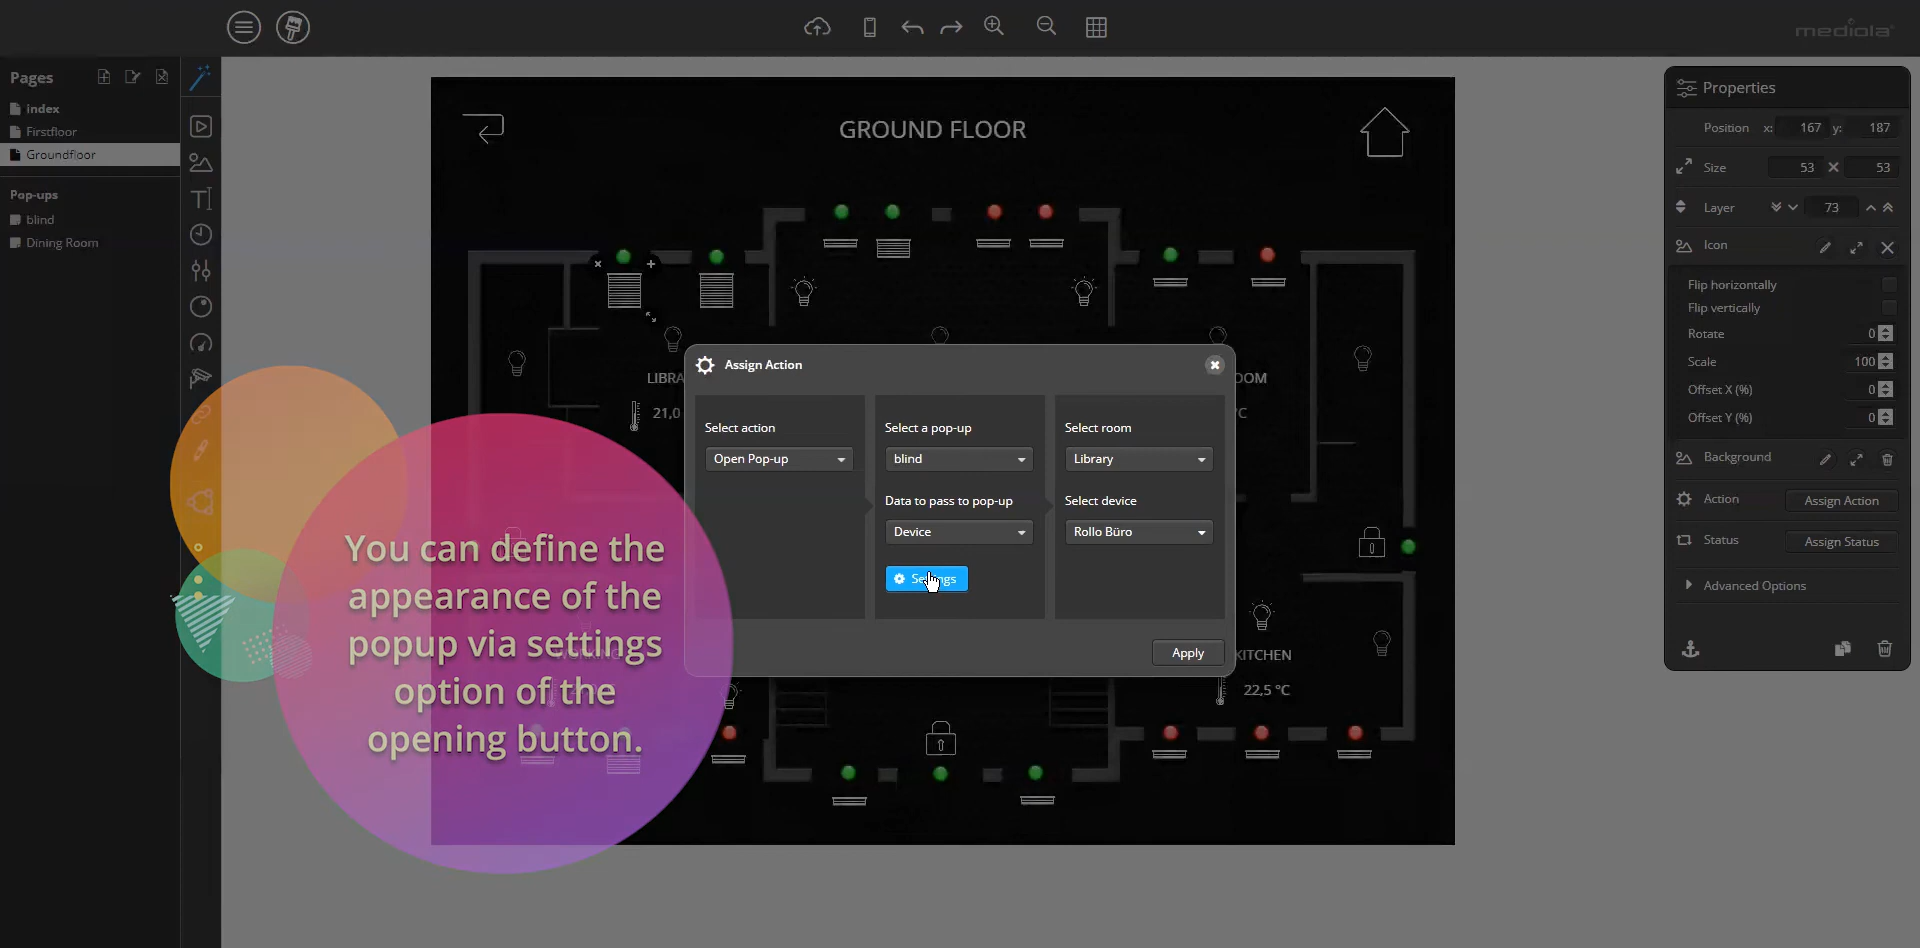 mediola
Pages
index
Firstfloor
Groundfloor
Pop-ups
blind
Dining Room
GROUND FLOOR
LIBRA
21,0
OOM
°C
Assign Action
Select action
Open Pop-up
Select a pop-up
blind
Data to pass to pop-up
Device
Settings
Select room
Library
Select device
Rollo Büro
Apply
KITCHEN
22,5 °C
You can define the
appearance of the
popup via settings
option of the
opening button.
Properties
Position x: 167 y: 187
Size 53 X 53
Layer 73
Icon
Flip horizontally
Flip vertically
Rotate 0
Scale 100
Offset X (%) 0
Offset Y (%) 0
Background
Action Assign Action
Status Assign Status
Advanced Options